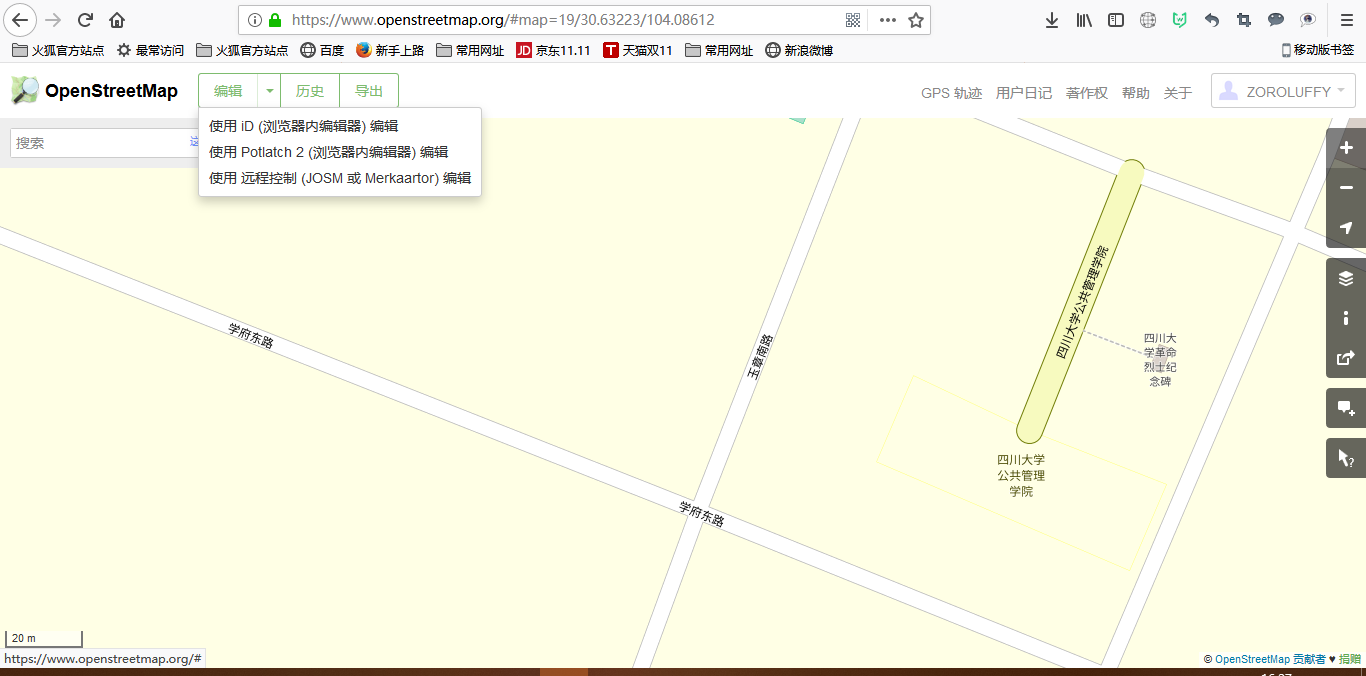 https://www.openstreetmap.org/#map=19/30.63223/104.08612
火狐官方站点 最常访问 火狐官方站点 百度 新手上路 常用网址 JD 京东11.11 T 天猫双11 常用网址 新浪微博 移动版书签
OpenStreetMap 编辑 历史 导出 GPS 轨迹 用户日记 著作权 帮助 关于 ZOROLUFFY
使用 iD (浏览器内编辑器) 编辑
搜索
使用 Potlatch 2 (浏览器内编辑器) 编辑
使用 远程控制 (JOSM 或 Merkaartor) 编辑
四川大学公共管理学院
学府东路
玉章南路
四川大
学革命
烈士纪
念碑
四川大学
公共管理
学院
学府东路
20 m
https://www.openstreetmap.org/#
© OpenStreetMap 贡献者 ♥ 捐赠